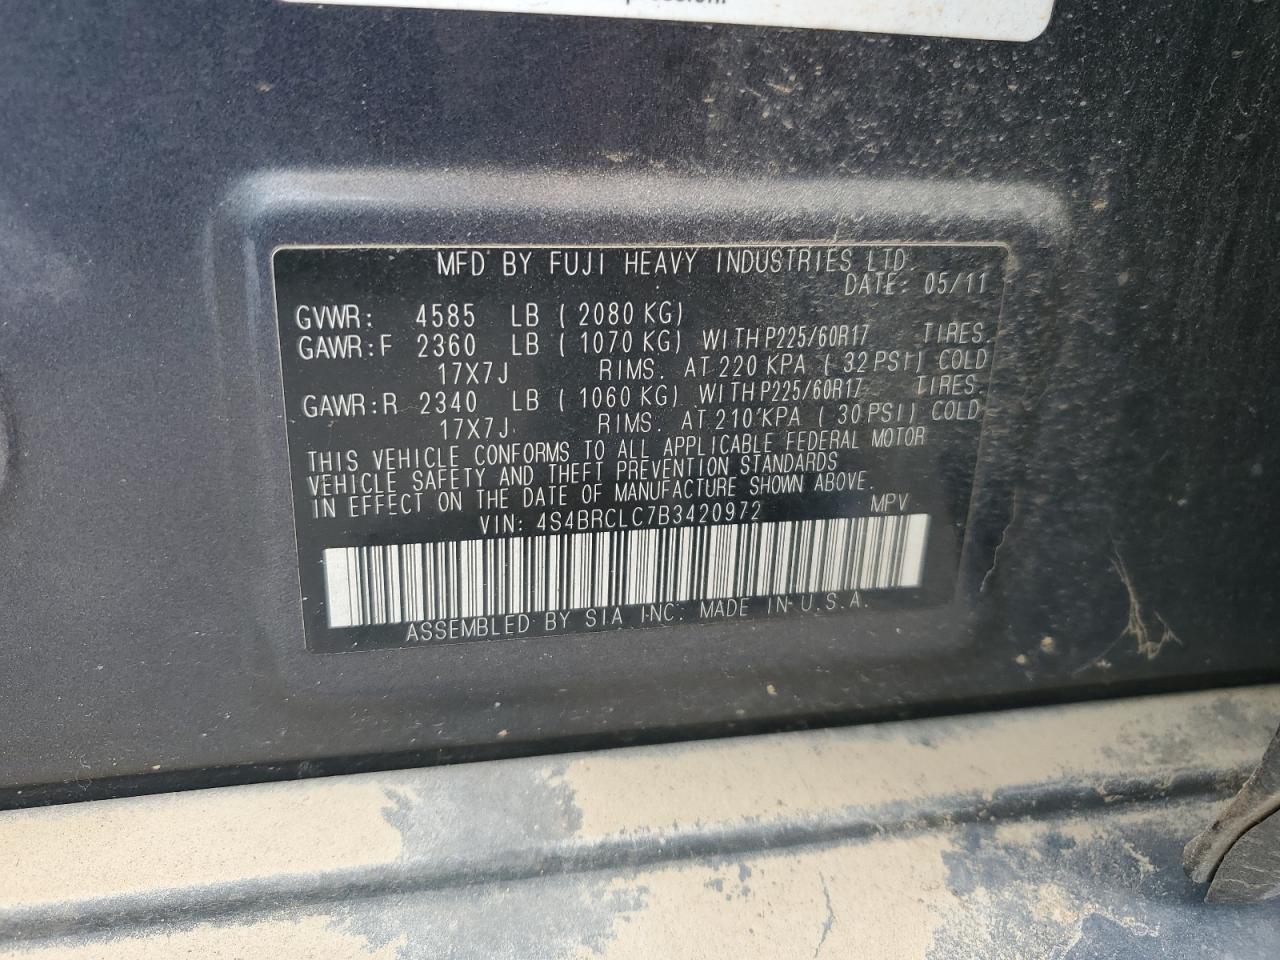 MFD BY FUJI HEAVY INDUSTRIES LTD.
DATE: 05/11
GVWR: 4585 LB ( 2080 KG)
GAWR:F 2360 LB ( 1070 KG) WITH P225/60R17 TIRES.
17X7J RIMS. AT 220 KPA ( 32 PSI) COLD
GAWR:R 2340 LB ( 1060 KG) WITH P225/60R17 TIRES.
17X7J RIMS. AT 210 KPA ( 30 PSI) COLD
THIS VEHICLE CONFORMS TO ALL APPLICABLE FEDERAL MOTOR
VEHICLE SAFETY AND THEFT PREVENTION STANDARDS
IN EFFECT ON THE DATE OF MANUFACTURE SHOWN ABOVE.
VIN: 4S4BRCLC7B3420972 MPV
ASSEMBLED BY SIA INC. MADE IN U.S.A.